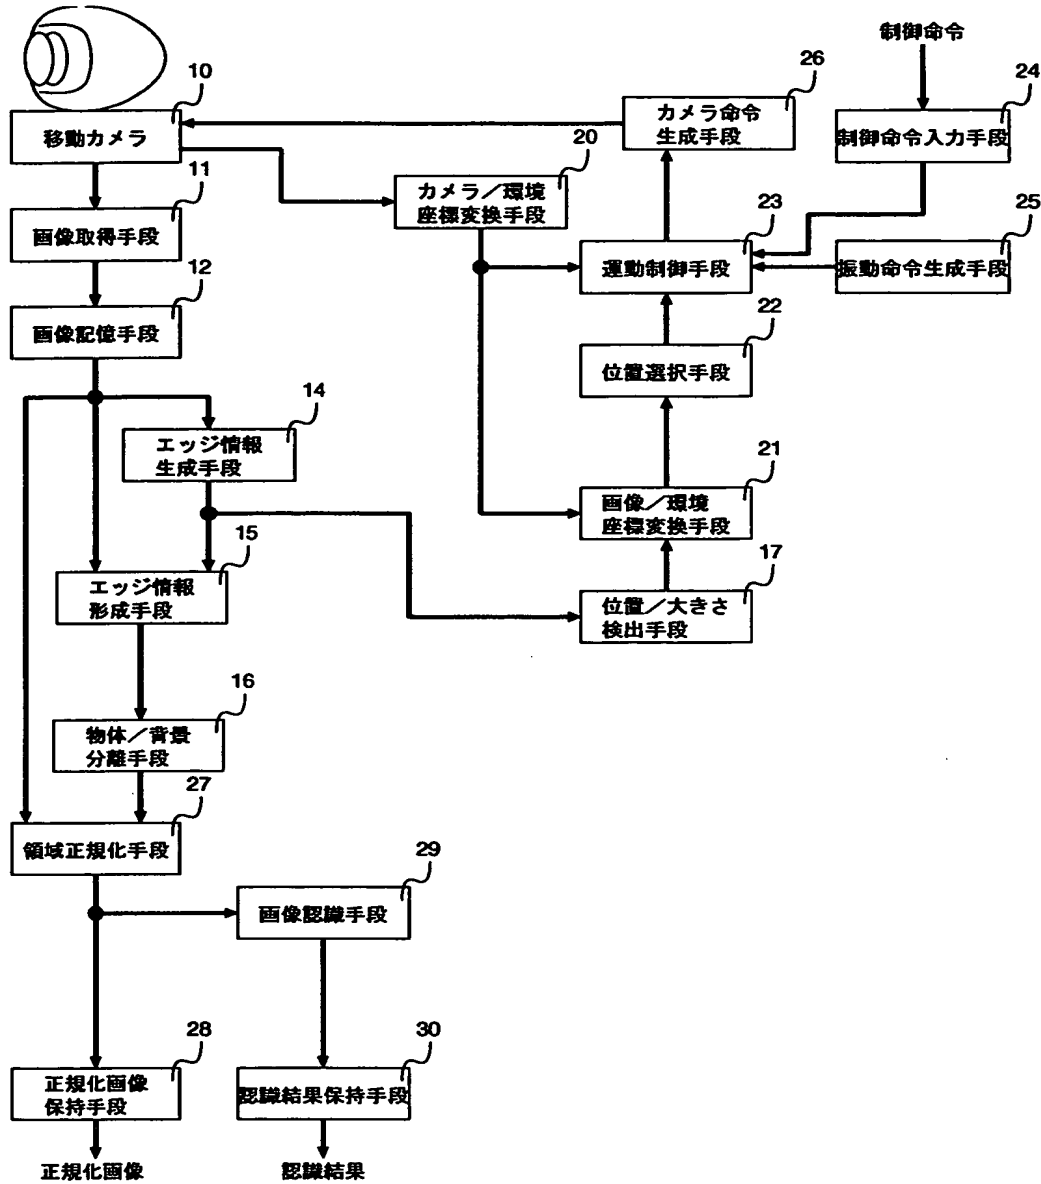 制御命令
26
24
10
移動カメラ
カメラ命令
生成手段
制御命令入力手段
20
11
カメラ／環境
座標変換手段
23
25
画像取得手段
12
運動制御手段
振動命令生成手段
22
画像記憶手段
位置選択手段
14
エッジ情報
生成手段
21
画像／環境
座標変換手段
15
17
エッジ情報
形成手段
位置／大きさ
検出手段
16
物体／背景
分離手段
27
領域正規化手段
29
画像認識手段
28
30
正規化画像
保持手段
認識結果保持手段
正規化画像
認識結果